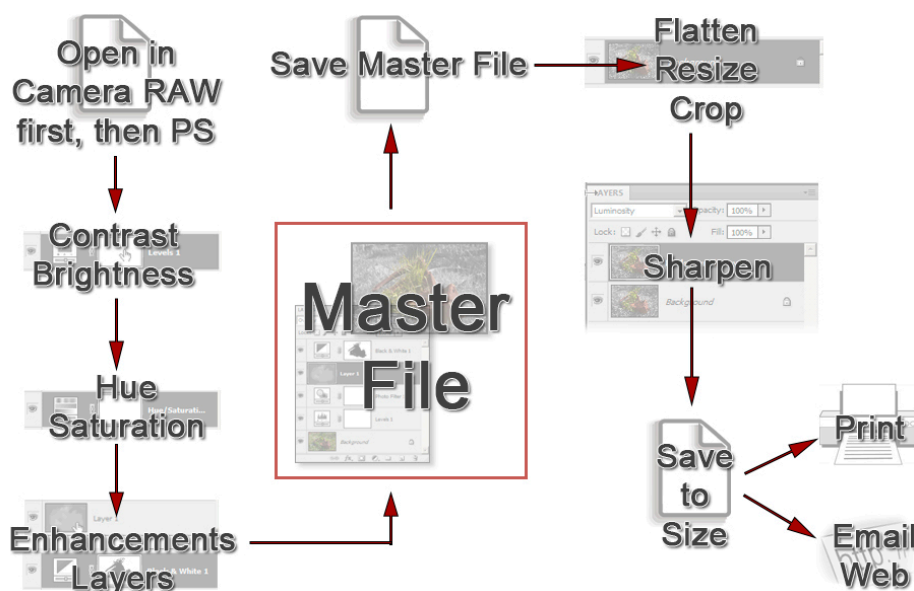 Open in
Camera RAW
first, then PS
Contrast
Brightness
Levels 1
Hue
Saturation
Hue/Saturati...
Layer 1
Enhancements
Layers
Black & White 1
Master
File
Black & White 1
Layer 1
Photo Filter
Levels 1
Background
Save Master File
Flatten
Resize
Crop
LAYERS
Luminosity
Opacity: 100%
Lock:
Fill: 100%
Sharpen
Background
Save
to
Size
Print
http
Email
Web